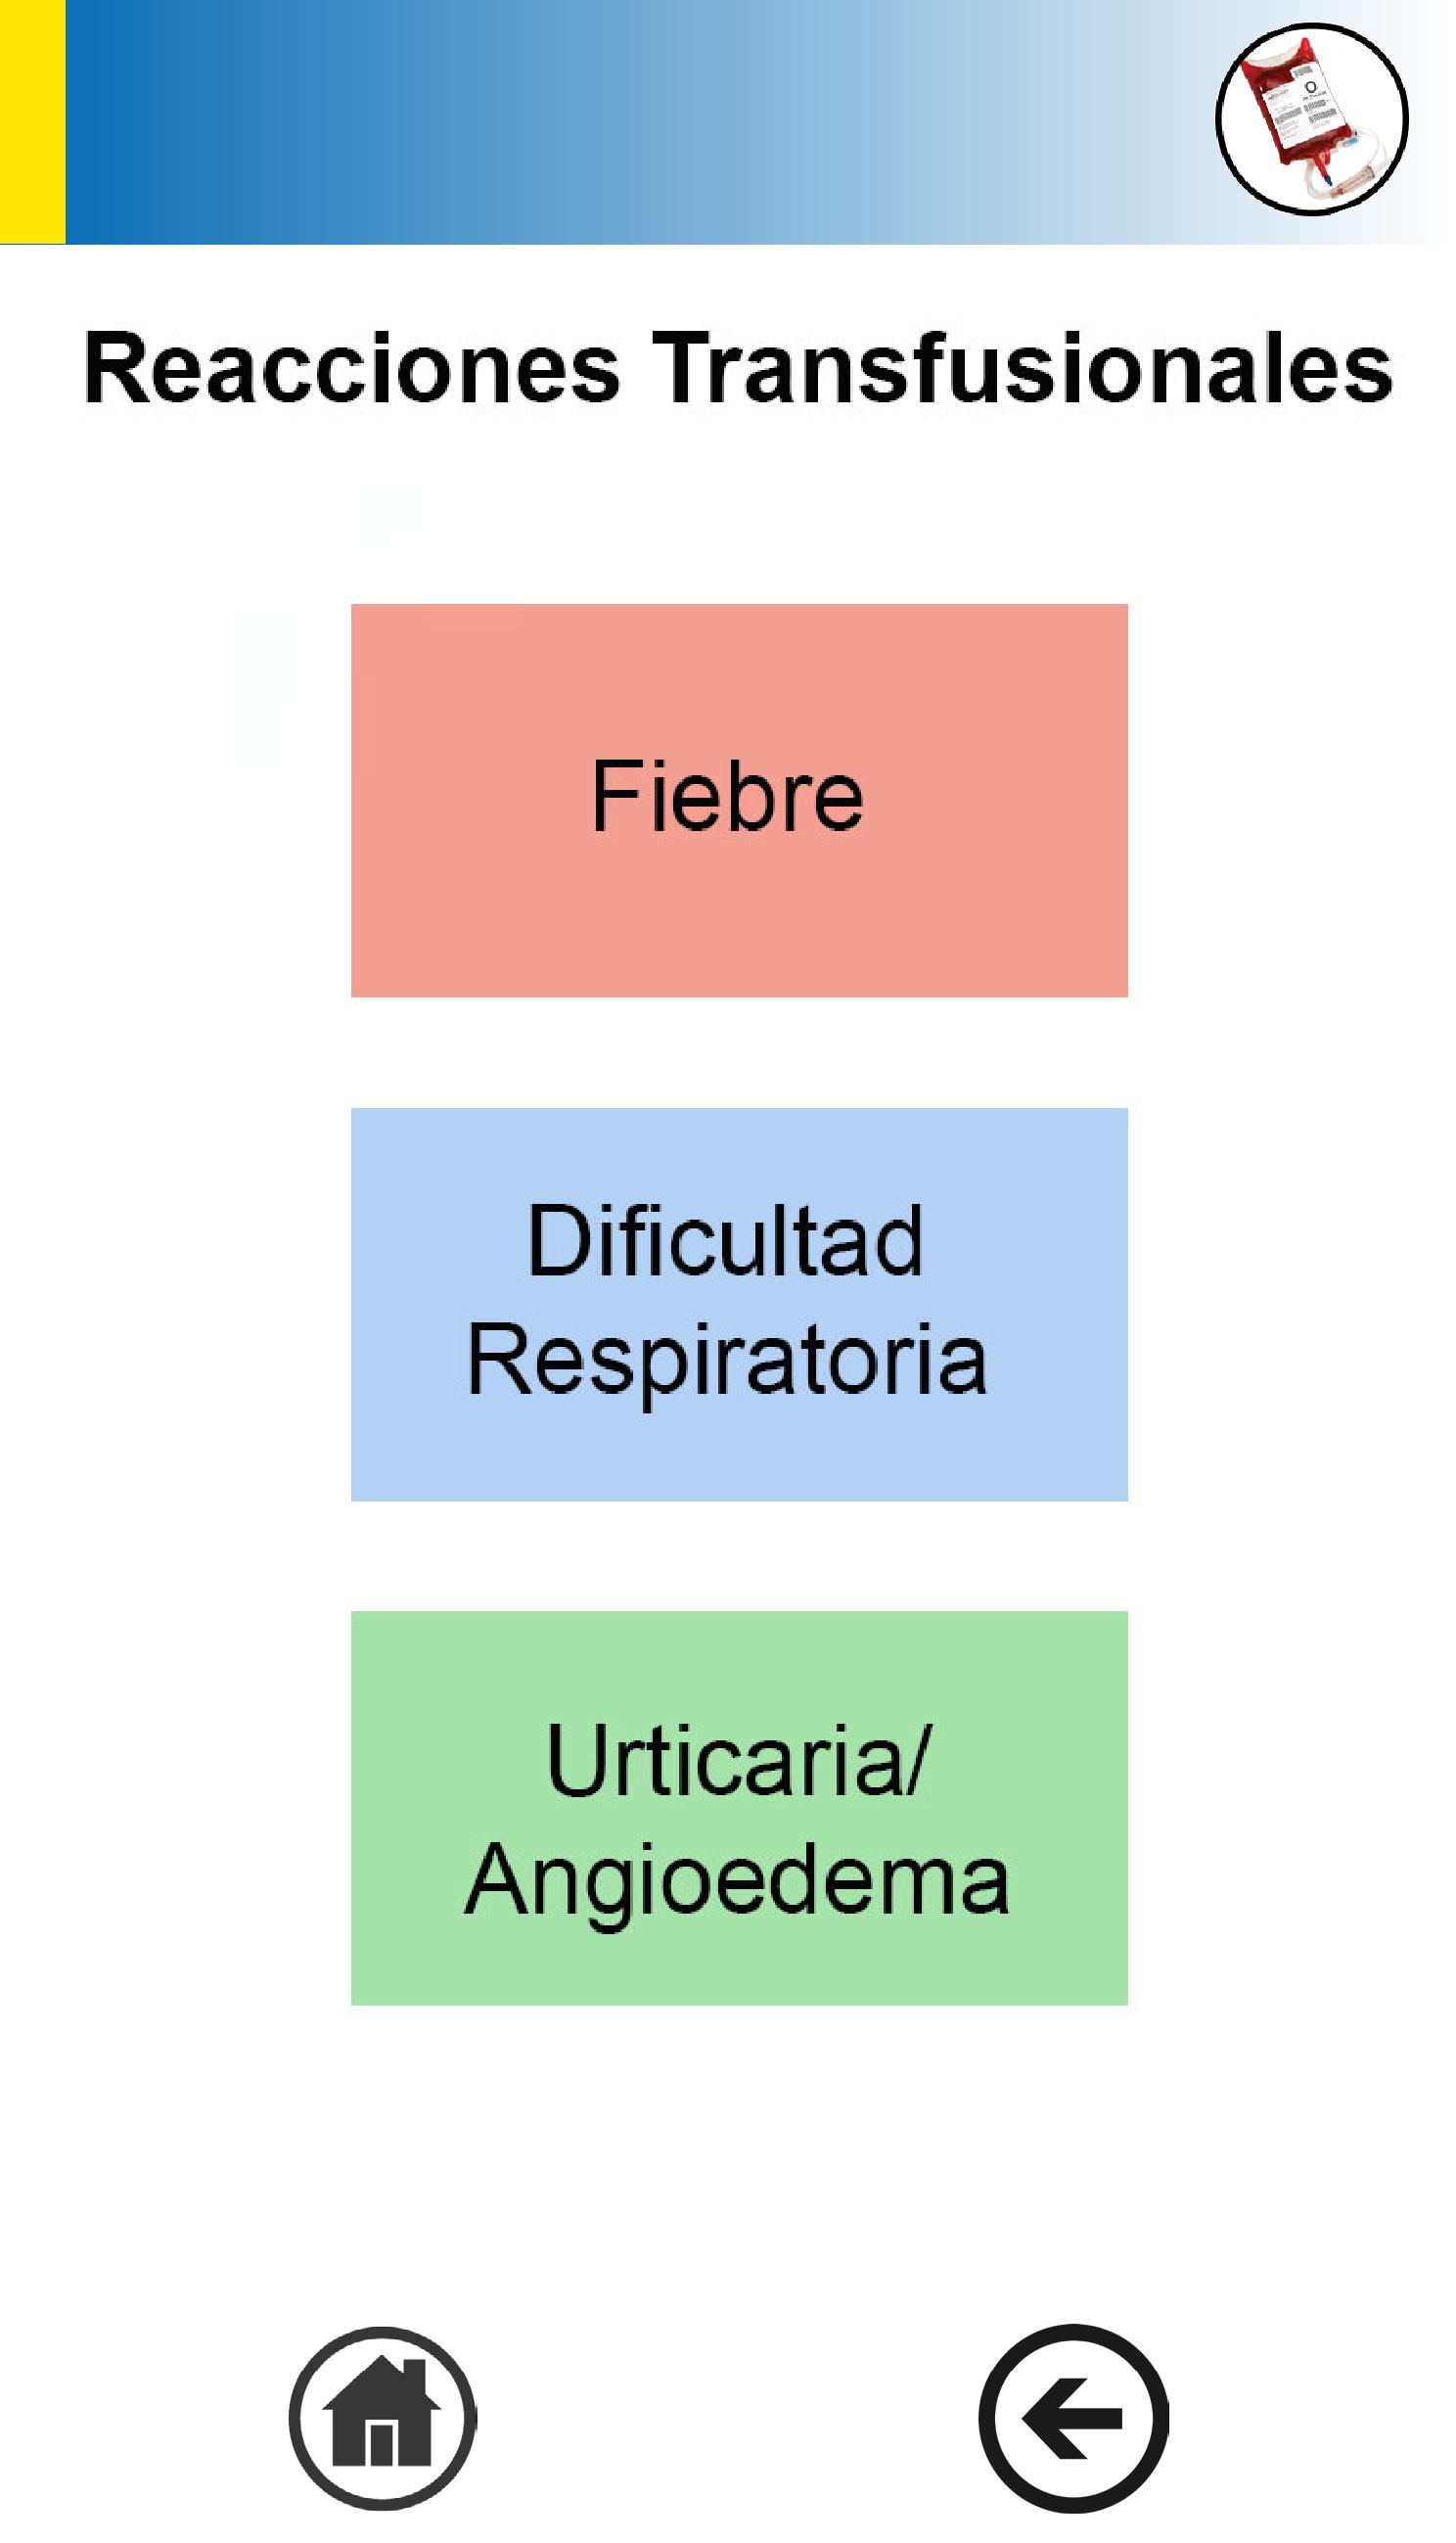 Reacciones Transfusionales
Fiebre
Dificultad
Respiratoria
Urticaria/
Angioedema